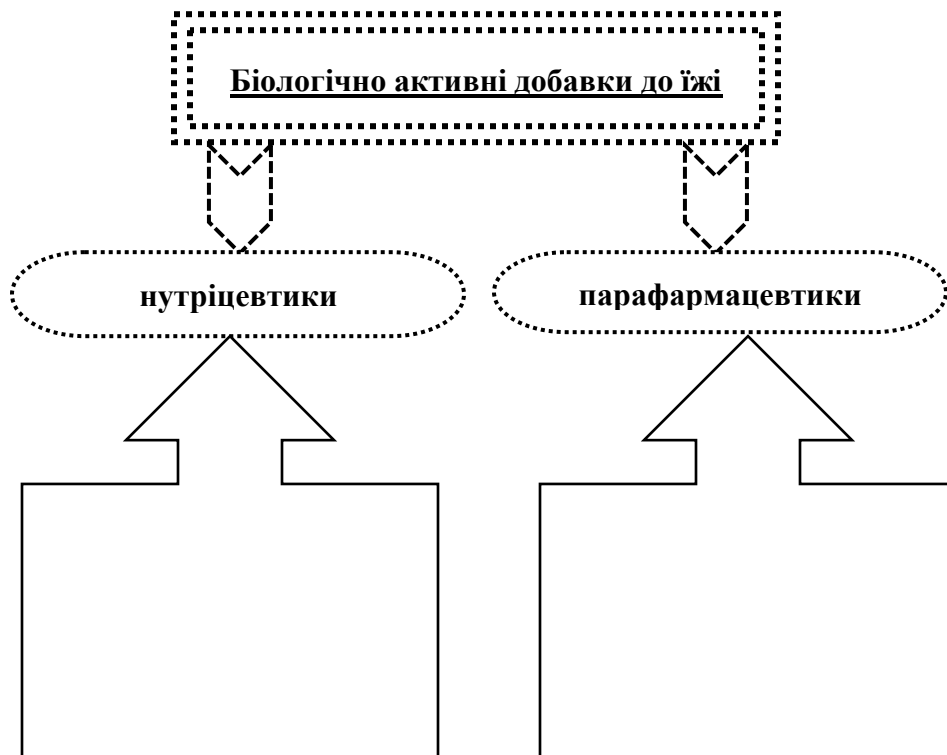 Біологічно активні добавки до їжі
нутріцевтики
парафармацевтики